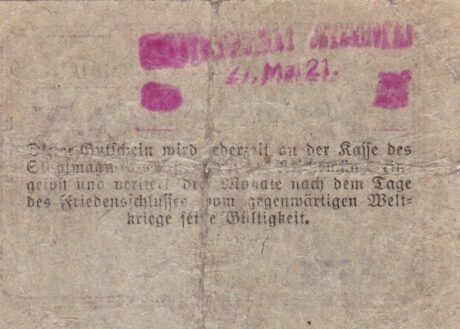 27. Mai 21.
Dieser Gutschein wird jederzeit an der Kasse des
gelöst und verliert drei Monate nach dem Tage
des Friedensschlusses vom gegenwärtigen Welt-
kriege seine Gültigkeit.